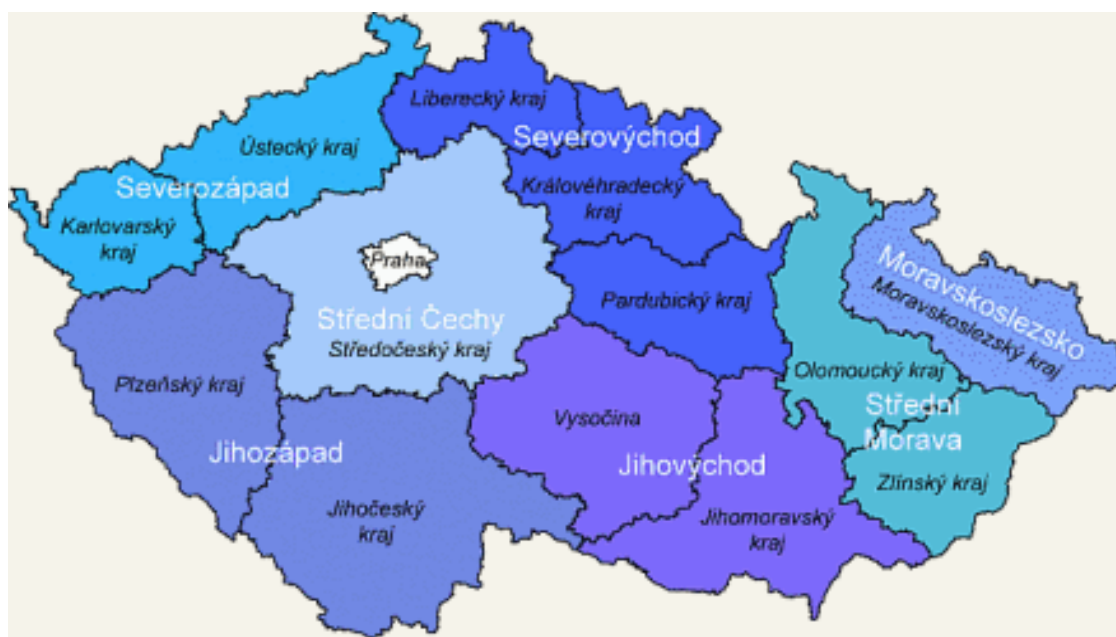 Liberecký kraj
Severovýchod
Ústecký kraj
Severozápad
Královéhradecký
kraj
Karlovarský
kraj
Praha
Moravskoslezsko
Moravskoslezský kraj
Pardubický kraj
Střední Čechy
Středočeský kraj
Plzeňský kraj
Olomoucký kraj
Střední
Morava
Vysočina
Jihozápad
Jihovýchod
Zlínský kraj
Jihočeský
kraj
Jihomoravský
kraj